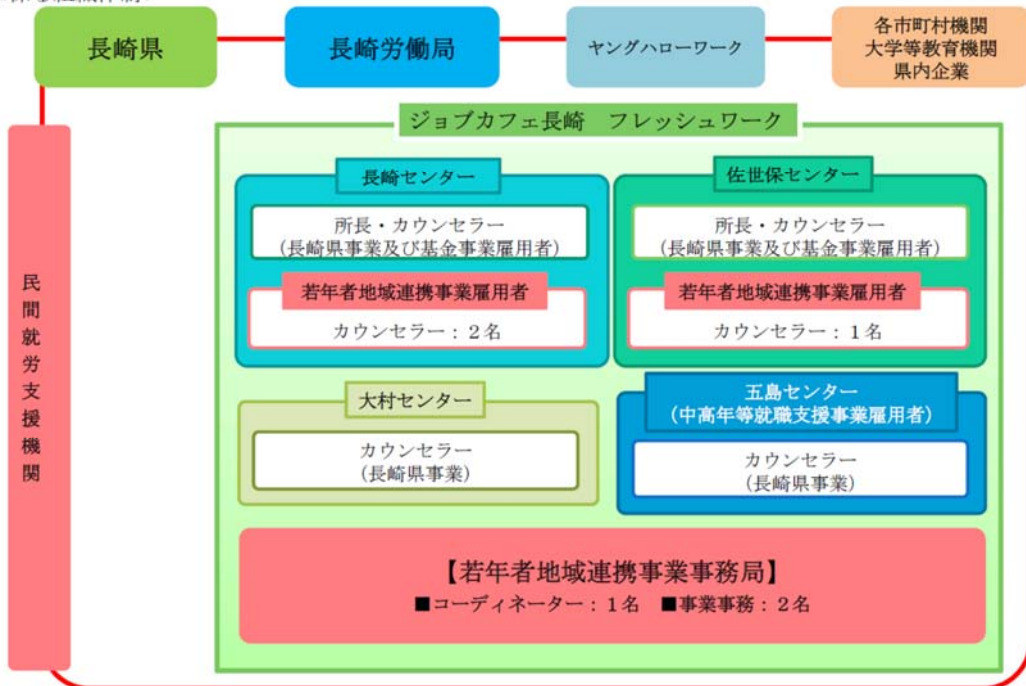 長崎県
長崎労働局
ヤングハローワーク
各市町村機関
大学等教育機関
県内企業
民間就労支援機関
ジョブカフェ長崎　フレッシュワーク
長崎センター
所長・カウンセラー
(長崎県事業及び基金事業雇用者)
若年者地域連携事業雇用者
カウンセラー：２名
佐世保センター
所長・カウンセラー
(長崎県事業及び基金事業雇用者)
若年者地域連携事業雇用者
カウンセラー：１名
大村センター
カウンセラー
(長崎県事業)
五島センター
(中高年等就職支援事業雇用者)
カウンセラー
(長崎県事業)
【若年者地域連携事業事務局】
■コーディネーター：１名　■事業事務：２名